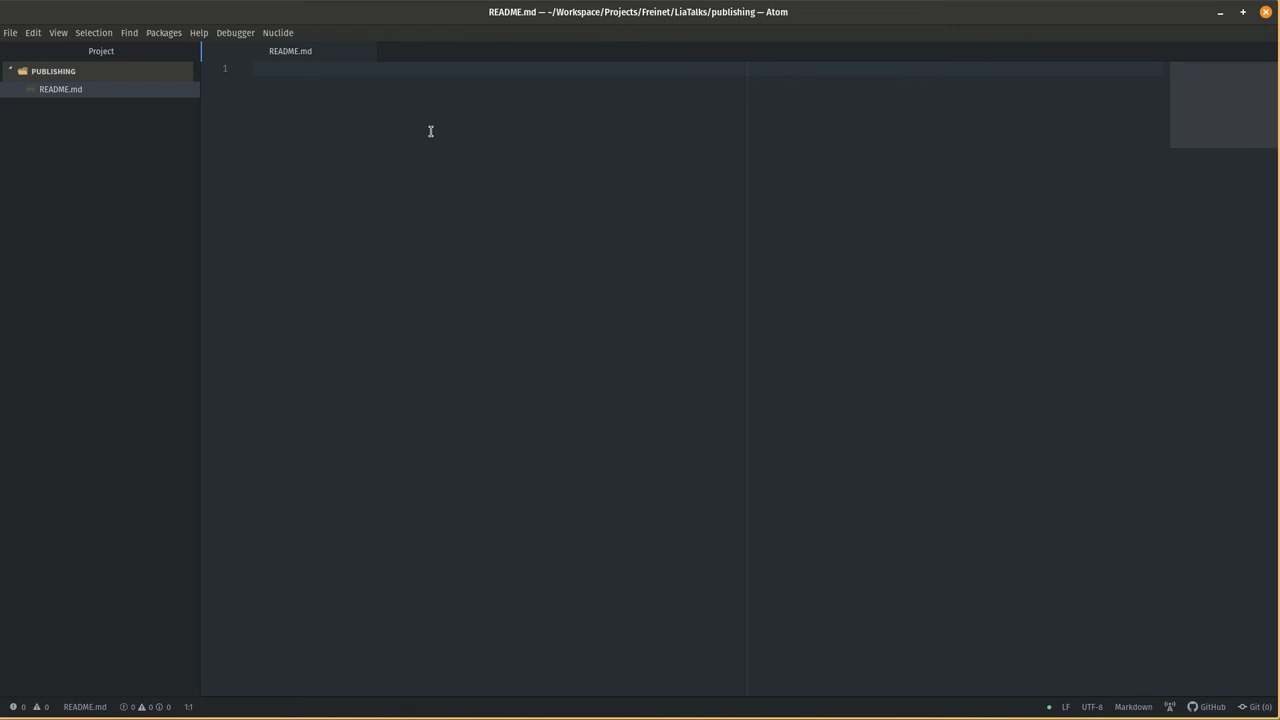 README.md — ~/Workspace/Projects/Freinet/LiaTalks/publishing — Atom
File Edit View Selection Find Packages Help Debugger Nuclide
Project
README.md
PUBLISHING
1
README.md
0 0 README.md 0 0 0 1:1 LF UTF-8 Markdown GitHub Git (0)